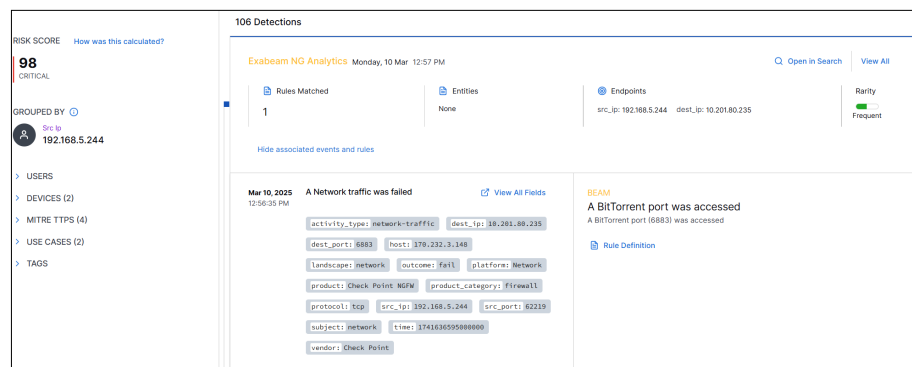 106 Detections
RISK SCORE How was this calculated?
98
CRITICAL
GROUPED BY
Src Ip
192.168.5.244
USERS
DEVICES (2)
MITRE TTPS (4)
USE CASES (2)
TAGS
Exabeam NG Analytics Monday, 10 Mar 12:57 PM
Open in Search View All
Rules Matched
1
Entities
None
Endpoints
src_ip: 192.168.5.244 dest_ip: 10.201.80.235
Rarity
Frequent
Hide associated events and rules
Mar 10, 2025
12:56:35 PM
A Network traffic was failed
View All Fields
activity_type: network-traffic dest_ip: 10.201.80.235
dest_port: 6883 host: 170.232.3.148
landscape: network outcome: fail platform: Network
product: Check Point NGFW product_category: firewall
protocol: tcp src_ip: 192.168.5.244 src_port: 62219
subject: network time: 1741636595000000
vendor: Check Point
BEAM
A BitTorrent port was accessed
A BitTorrent port (6883) was accessed
Rule Definition